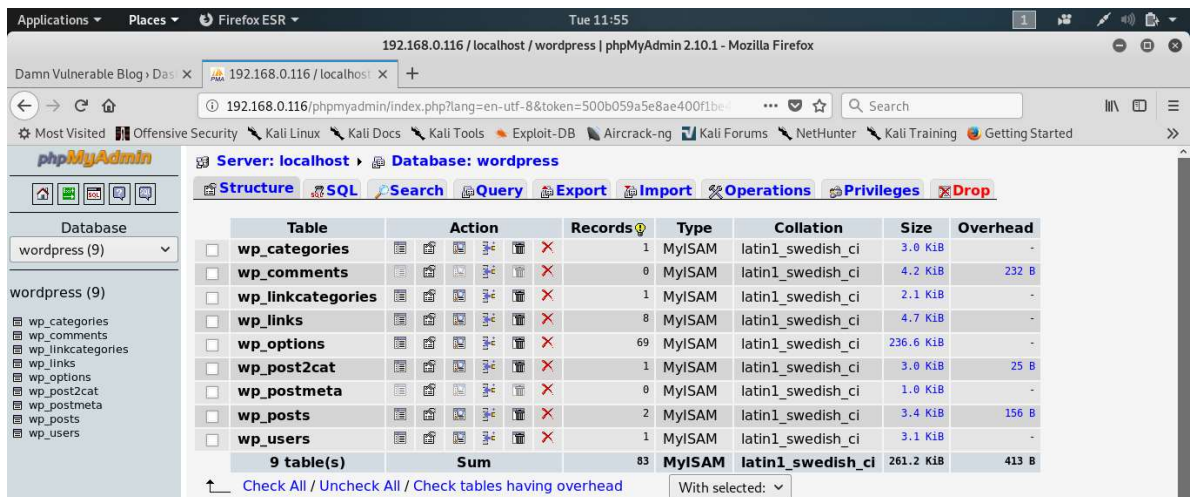 Applications Places Firefox ESR Tue 11:55 1
192.168.0.116 / localhost / wordpress | phpMyAdmin 2.10.1 - Mozilla Firefox
Damn Vulnerable Blog › Das 192.168.0.116 / localhost
192.168.0.116/phpmyadmin/index.php?lang=en-utf-8&token=500b059a5e8ae400f1be Search
Most Visited Offensive Security Kali Linux Kali Docs Kali Tools Exploit-DB Aircrack-ng Kali Forums NetHunter Kali Training Getting Started
phpMyAdmin
Database
wordpress (9)
wordpress (9)
wp_categories
wp_comments
wp_linkcategories
wp_links
wp_options
wp_post2cat
wp_postmeta
wp_posts
wp_users
Server: localhost Database: wordpress
Structure SQL Search Query Export Import Operations Privileges Drop
Table Action Records Type Collation Size Overhead
wp_categories 1 MyISAM latin1_swedish_ci 3.0 KiB -
wp_comments 0 MyISAM latin1_swedish_ci 4.2 KiB 232 B
wp_linkcategories 1 MyISAM latin1_swedish_ci 2.1 KiB -
wp_links 8 MyISAM latin1_swedish_ci 4.7 KiB -
wp_options 69 MyISAM latin1_swedish_ci 236.6 KiB -
wp_post2cat 1 MyISAM latin1_swedish_ci 3.0 KiB 25 B
wp_postmeta 0 MyISAM latin1_swedish_ci 1.0 KiB -
wp_posts 2 MyISAM latin1_swedish_ci 3.4 KiB 156 B
wp_users 1 MyISAM latin1_swedish_ci 3.1 KiB -
9 table(s) Sum 83 MyISAM latin1_swedish_ci 261.2 KiB 413 B
Check All / Uncheck All / Check tables having overhead With selected: